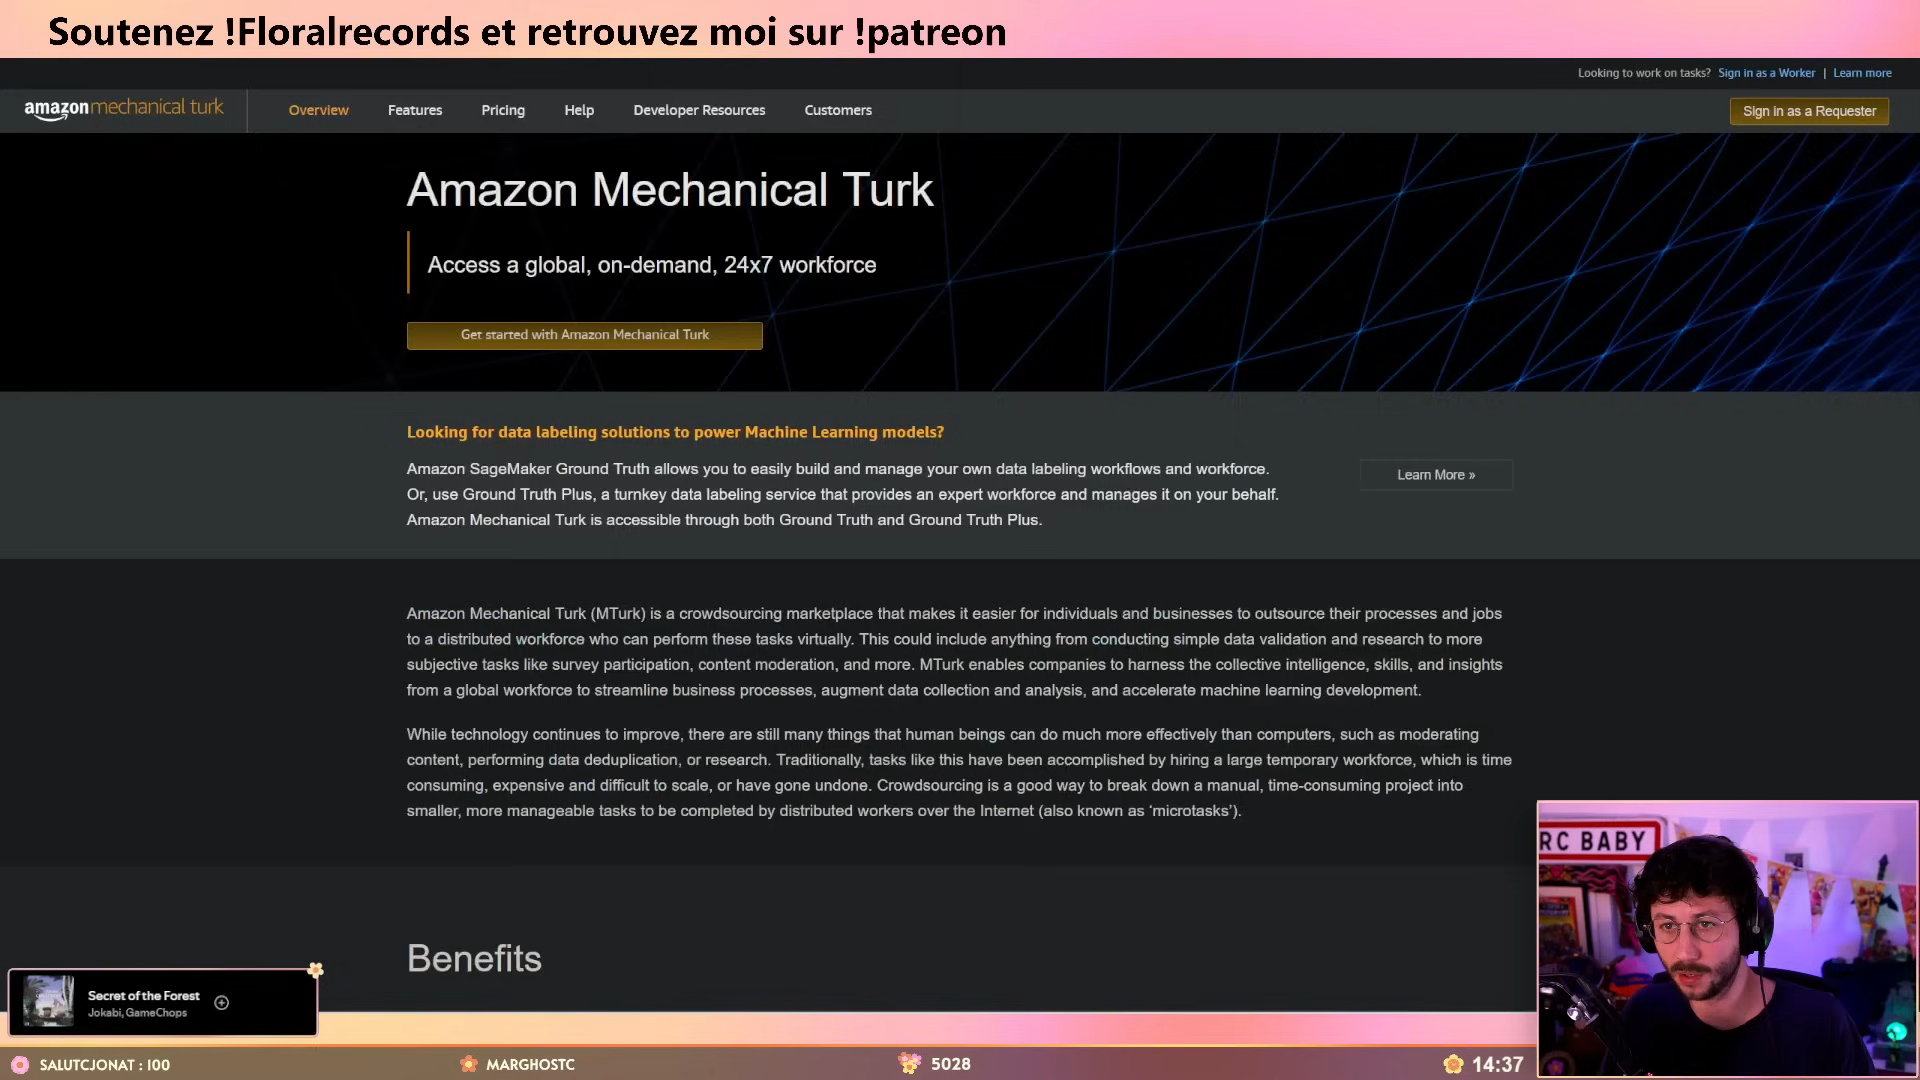 Soutenez !Floralrecords et retrouvez moi sur !patreon
Looking to work on tasks? Sign in as a Worker | Learn more
amazon mechanical turk
Overview Features Pricing Help Developer Resources Customers
Sign in as a Requester
Amazon Mechanical Turk
Access a global, on-demand, 24x7 workforce
Get started with Amazon Mechanical Turk
Looking for data labeling solutions to power Machine Learning models?
Amazon SageMaker Ground Truth allows you to easily build and manage your own data labeling workflows and workforce.
Or, use Ground Truth Plus, a turnkey data labeling service that provides an expert workforce and manages it on your behalf.
Amazon Mechanical Turk is accessible through both Ground Truth and Ground Truth Plus.
Learn More »
Amazon Mechanical Turk (MTurk) is a crowdsourcing marketplace that makes it easier for individuals and businesses to outsource their processes and jobs
to a distributed workforce who can perform these tasks virtually. This could include anything from conducting simple data validation and research to more
subjective tasks like survey participation, content moderation, and more. MTurk enables companies to harness the collective intelligence, skills, and insights
from a global workforce to streamline business processes, augment data collection and analysis, and accelerate machine learning development.
While technology continues to improve, there are still many things that human beings can do much more effectively than computers, such as moderating
content, performing data deduplication, or research. Traditionally, tasks like this have been accomplished by hiring a large temporary workforce, which is time
consuming, expensive and difficult to scale, or have gone undone. Crowdsourcing is a good way to break down a manual, time-consuming project into
smaller, more manageable tasks to be completed by distributed workers over the Internet (also known as ‘microtasks’).
RC BABY
Benefits
Secret of the Forest
Jokabi, GameChops
SALUTCJONAT : 100
MARGHOSTC
5028
14:37